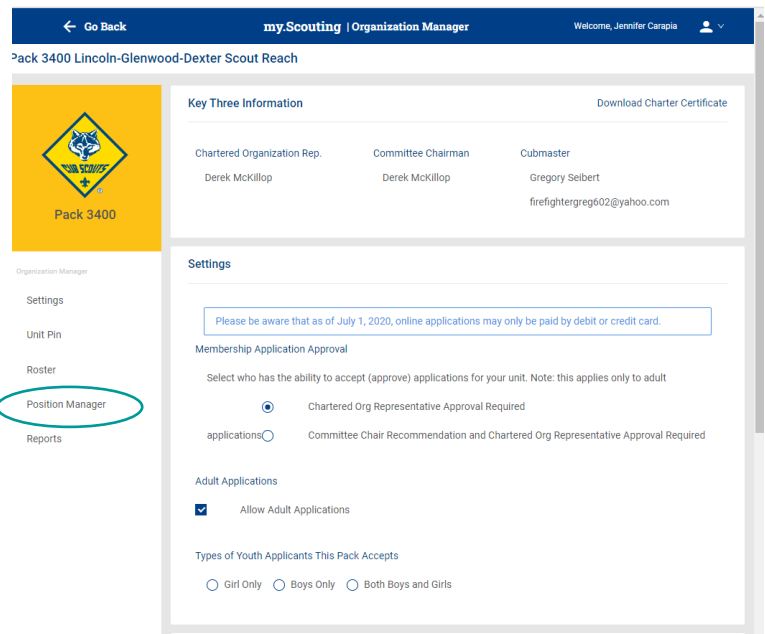 Go Back
my.Scouting | Organization Manager
Welcome, Jennifer Carapia
Pack 3400 Lincoln-Glenwood-Dexter Scout Reach
CUB SCOUTS
®
Pack 3400
Organization Manager
Settings
Unit Pin
Roster
Position Manager
Reports
Key Three Information
Download Charter Certificate
Chartered Organization Rep.
Committee Chairman
Cubmaster
Derek McKillop
Derek McKillop
Gregory Seibert
firefightergreg602@yahoo.com
Settings
Please be aware that as of July 1, 2020, online applications may only be paid by debit or credit card.
Membership Application Approval
Select who has the ability to accept (approve) applications for your unit. Note: this applies only to adult
Chartered Org Representative Approval Required
applications
Committee Chair Recommendation and Chartered Org Representative Approval Required
Adult Applications
Allow Adult Applications
Types of Youth Applicants This Pack Accepts
Girl Only
Boys Only
Both Boys and Girls